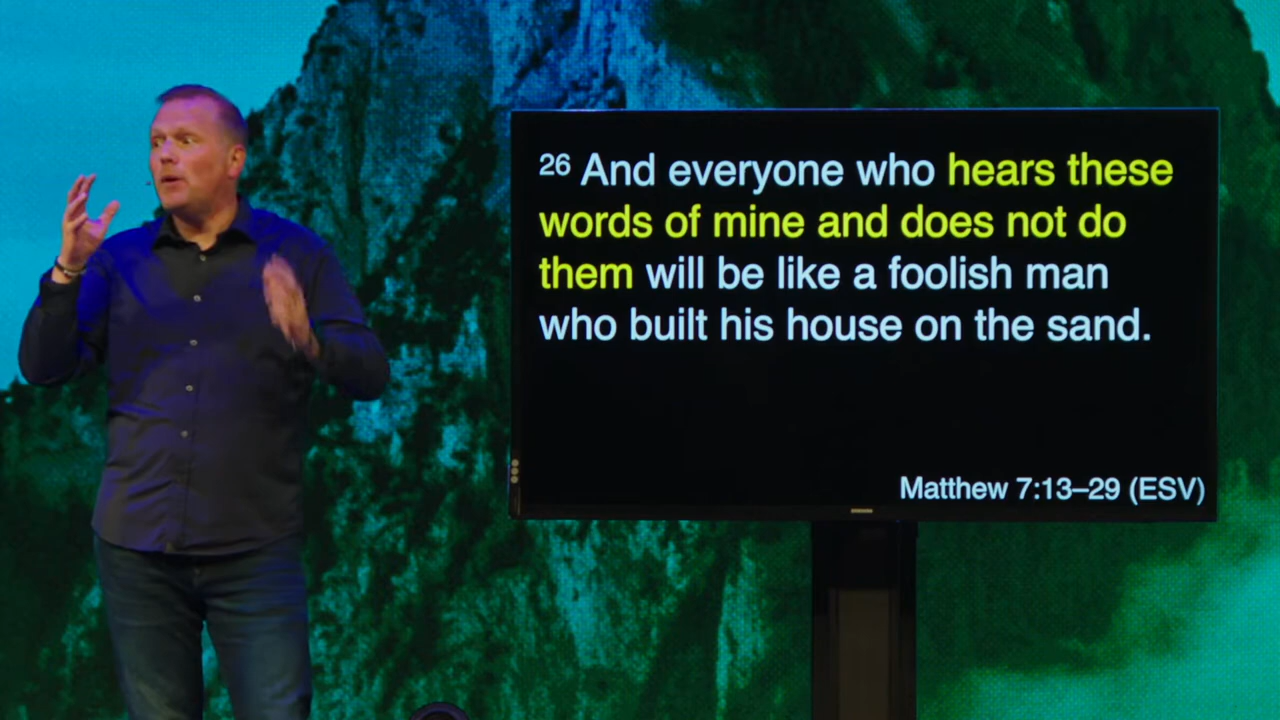 26 And everyone who hears these
words of mine and does not do
them will be like a foolish man
who built his house on the sand.
Matthew 7:13–29 (ESV)